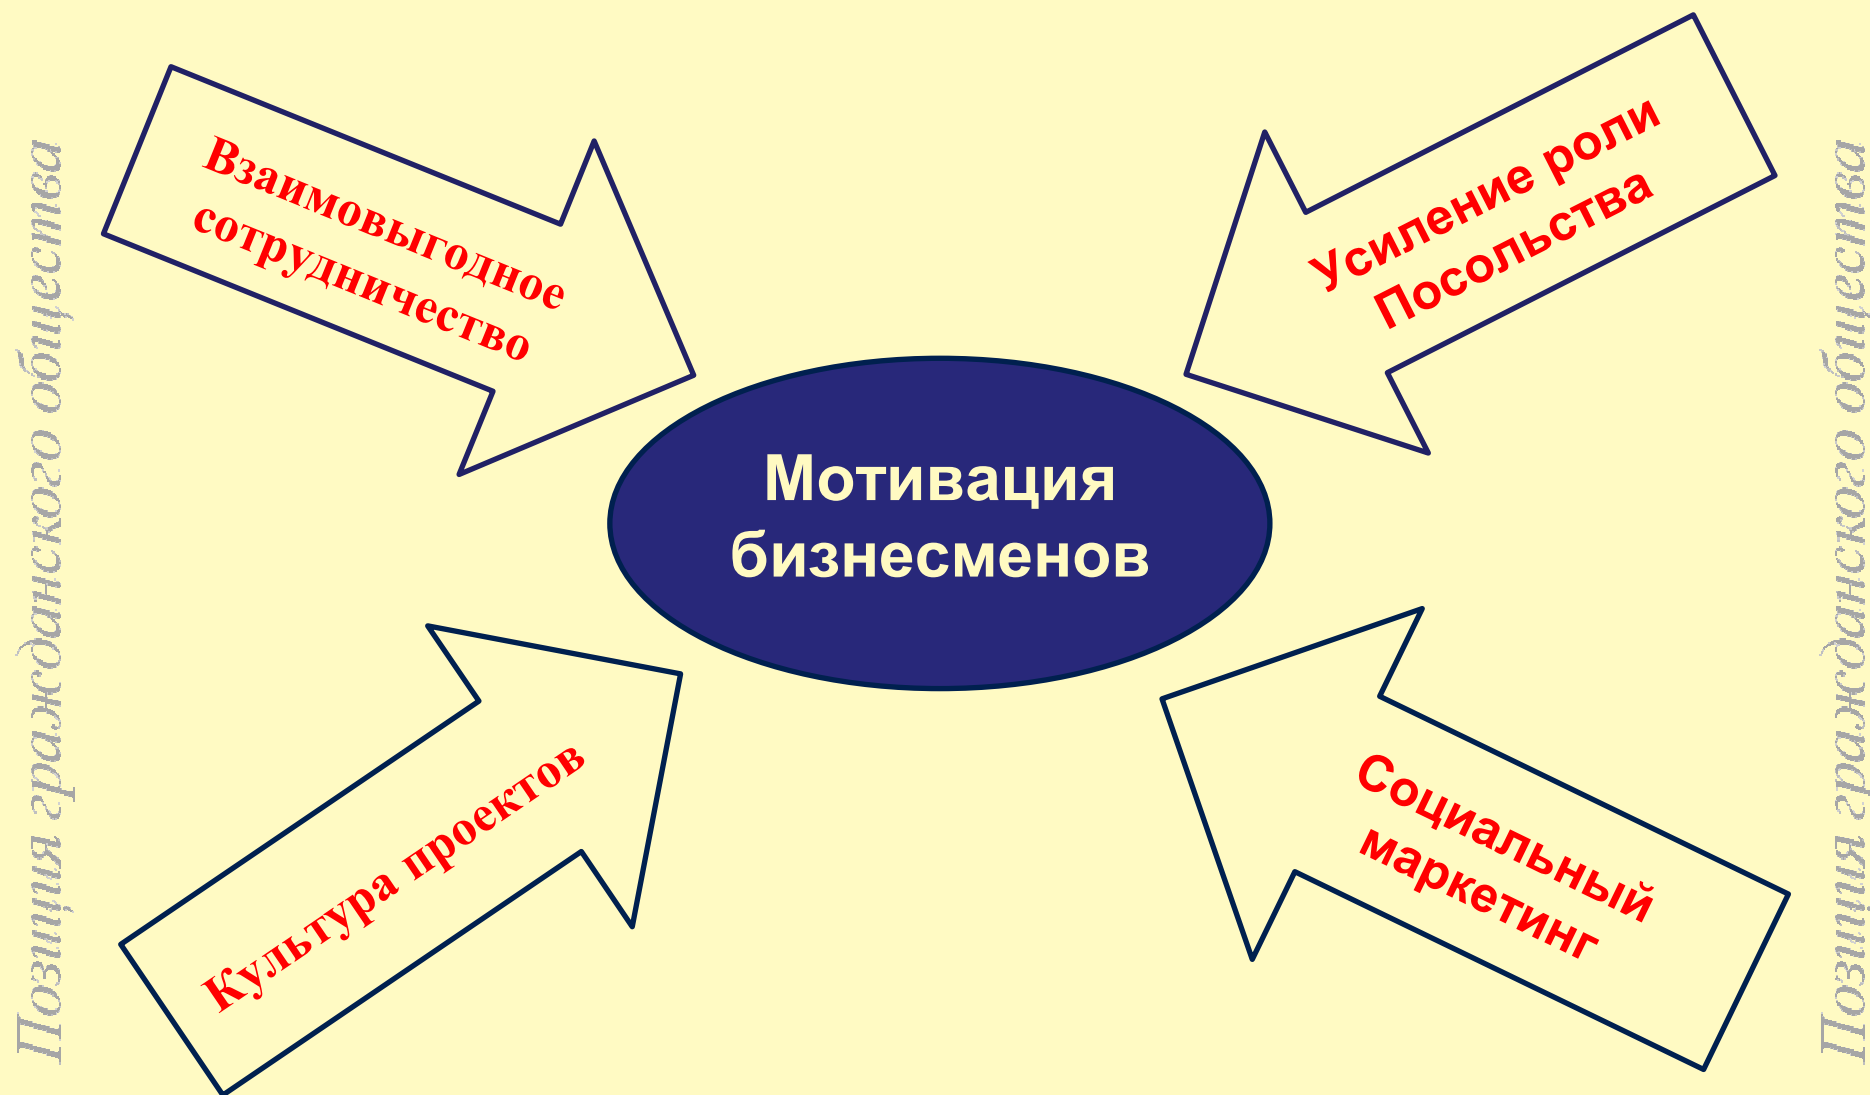 Позиция гражданского общества
Взаимовыгодное
сотрудничество
Усиление роли
Посольства
Мотивация
бизнесменов
Культура проектов
Социальный
маркетинг
Позиция гражданского общества